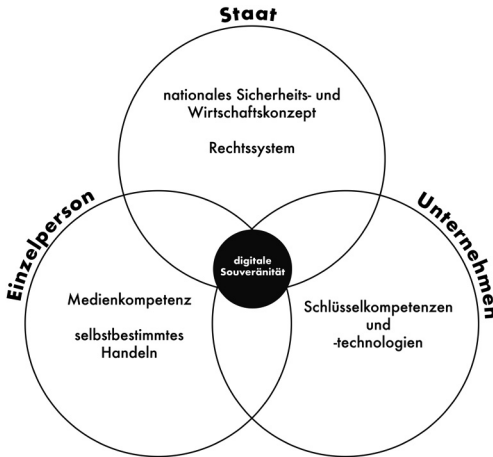 Staat
nationales Sicherheits- und
Wirtschaftskonzept
Rechtssystem
Einzelperson
Unternehmen
digitale
Souveränität
Medienkompetenz
selbstbestimmtes
Handeln
Schlüsselkompetenzen
und
-technologien